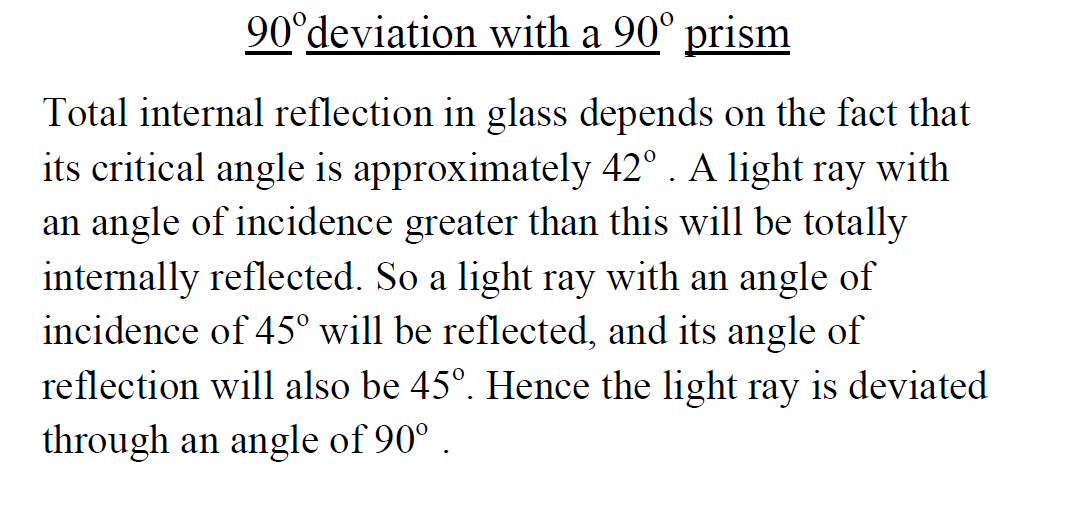 90°deviation with a 90° prism
Total internal reflection in glass depends on the fact that
its critical angle is approximately 42° . A light ray with
an angle of incidence greater than this will be totally
internally reflected. So a light ray with an angle of
incidence of 45° will be reflected, and its angle of
reflection will also be 45°. Hence the light ray is deviated
through an angle of 90° .